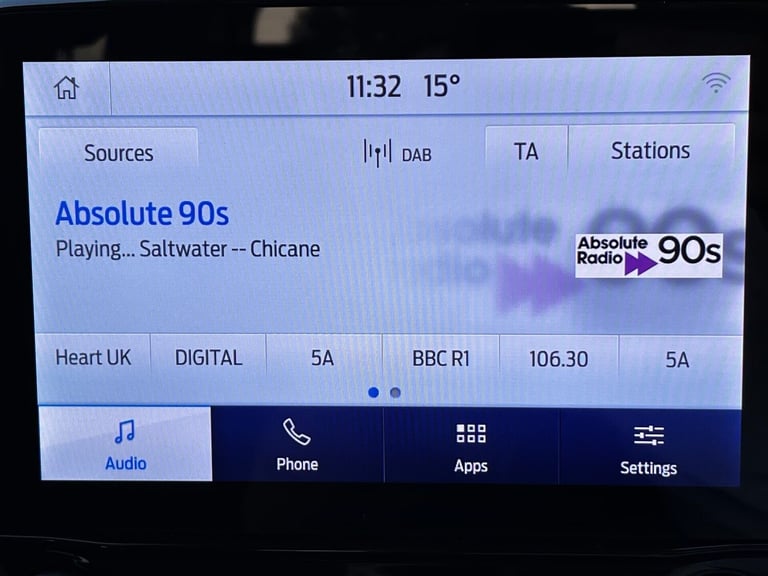 11:32 15°
Sources DAB TA Stations
Absolute 90s
Playing... Saltwater -- Chicane
Absolute Radio 90s
Heart UK DIGITAL 5A BBC R1 106.30 5A
Audio Phone Apps Settings